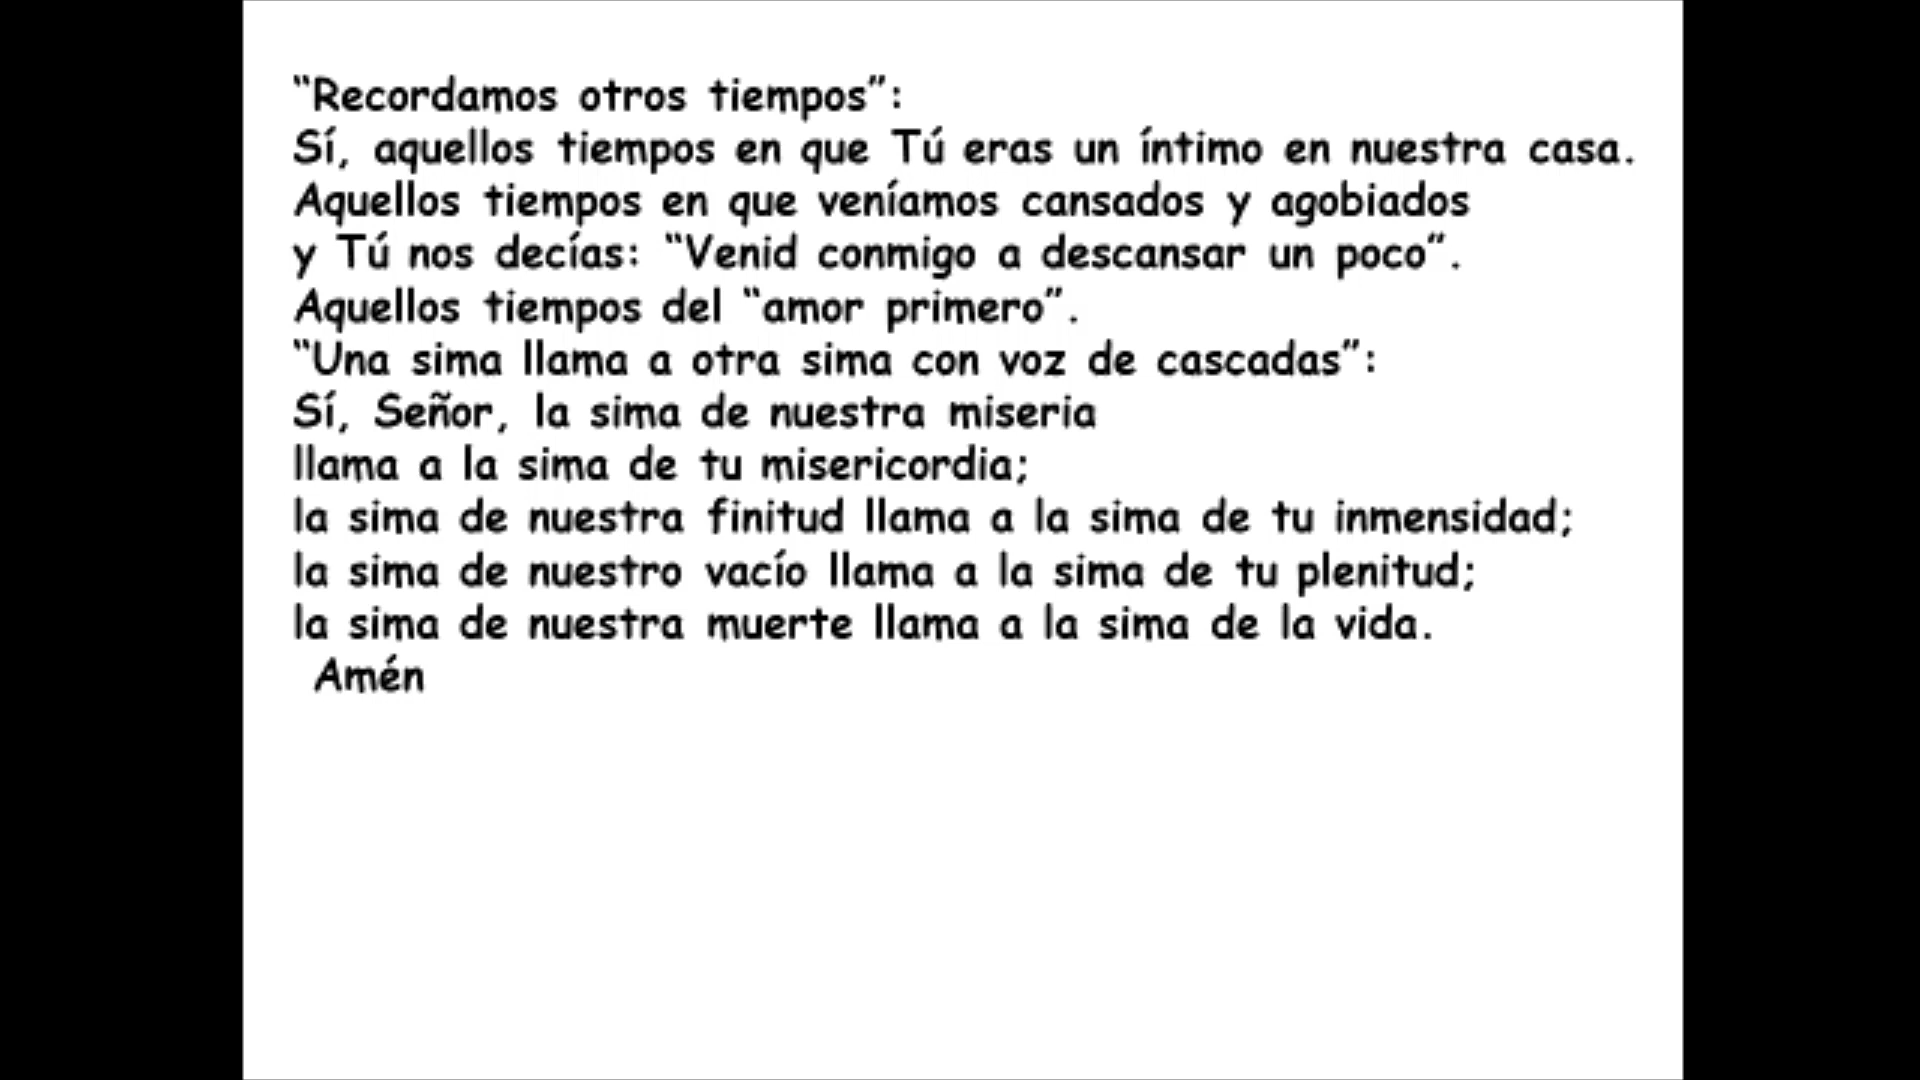 “Recordamos otros tiempos”:
Sí, aquellos tiempos en que Tú eras un íntimo en nuestra casa.
Aquellos tiempos en que veníamos cansados y agobiados
y Tú nos decías: “Venid conmigo a descansar un poco”.
Aquellos tiempos del “amor primero”.
“Una sima llama a otra sima con voz de cascadas”:
Sí, Señor, la sima de nuestra miseria
llama a la sima de tu misericordia;
la sima de nuestra finitud llama a la sima de tu inmensidad;
la sima de nuestro vacío llama a la sima de tu plenitud;
la sima de nuestra muerte llama a la sima de la vida.
Amén